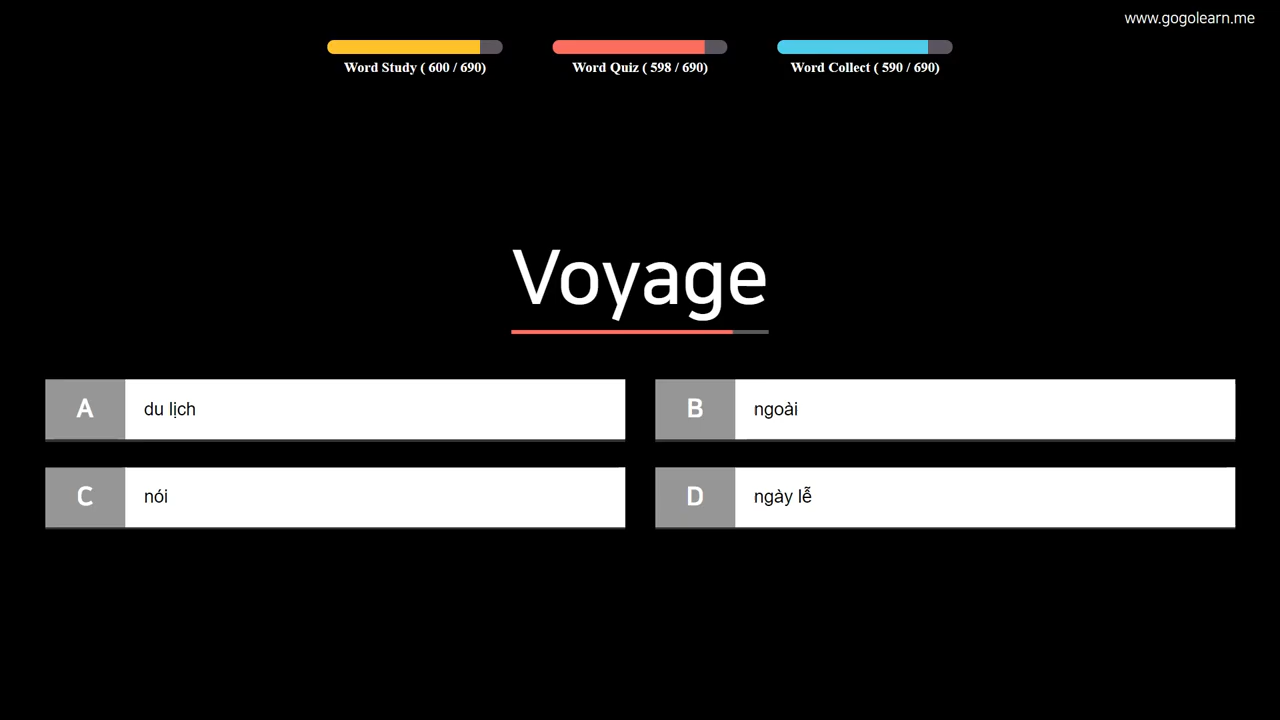 www.gogolearn.me
Word Study ( 600 / 690)
Word Quiz ( 598 / 690)
Word Collect ( 590 / 690)
Voyage
A du lịch
B ngoài
C nói
D ngày lễ